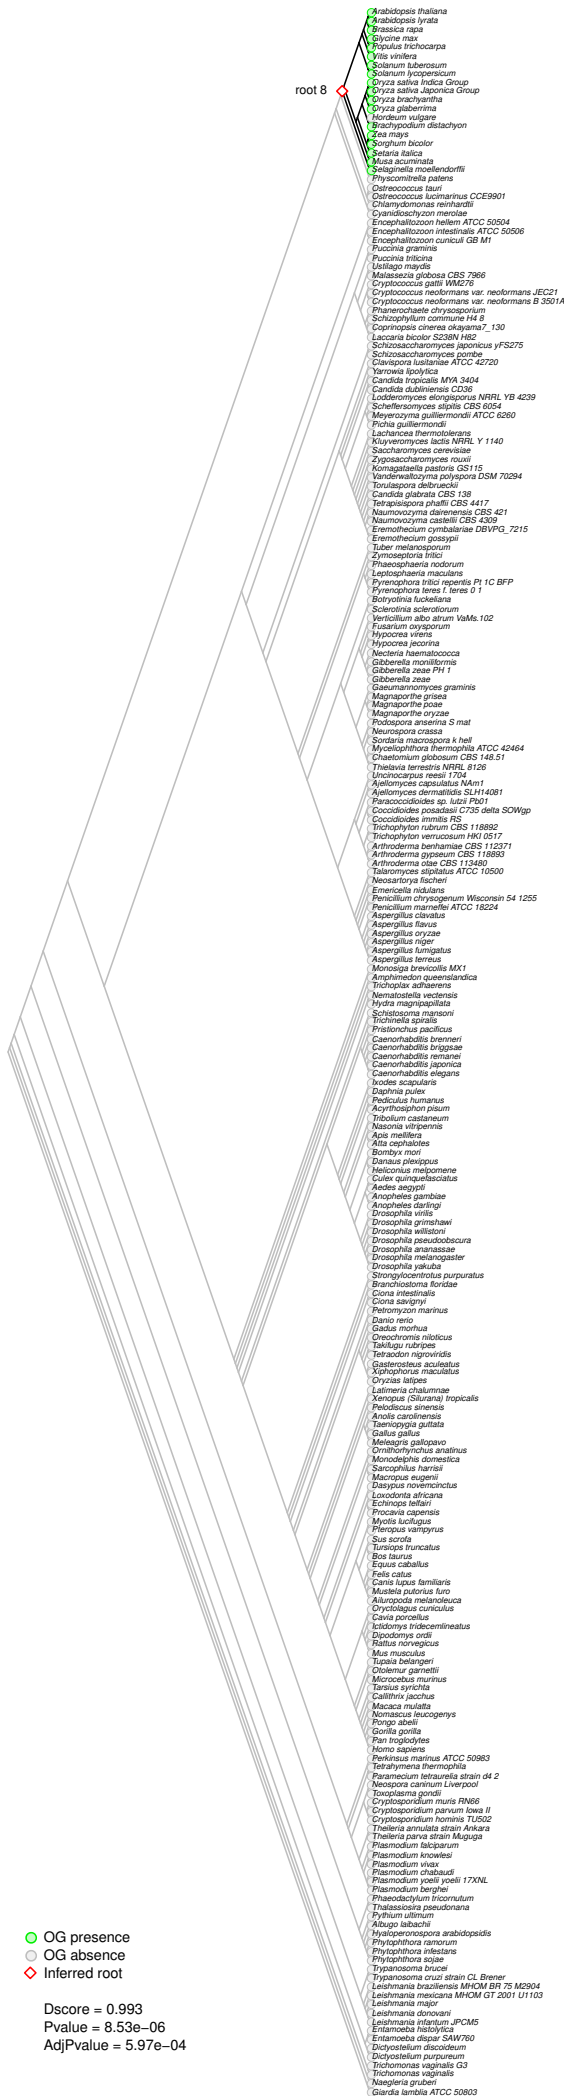 Arabidopsis thaliana
Arabidopsis lyrata
Brassica rapa
Glycine max
Populus trichocarpa
Vitis vinifera
Solanum tuberosum
Solanum lycopersicum
Oryza sativa Indica Group
root 8
Oryza sativa Japonica Group
Oryza brachyantha
Oryza glaberrima
Hordeum vulgare
Brachypodium distachyon
Zea mays
Sorghum bicolor
Setaria italica
Musa acuminata
Selaginella moellendorffii
Physcomitrella patens
Ostreococcus tauri
Ostreococcus lucimarinus CCE9901
Chlamydomonas reinhardtii
Cyanidioschyzon merolae
Encephalitozoon hellem ATCC 50504
Encephalitozoon intestinalis ATCC 50506
Encephalitozoon cuniculi GB M1
Puccinia graminis
Puccinia triticina
Ustilago maydis
Malassezia globosa CBS 7966
Cryptococcus gattii WM276
Cryptococcus neoformans var. neoformans JEC21
Cryptococcus neoformans var. neoformans B 3501A
Phanerochaete chrysosporium
Schizophyllum commune H4 8
Coprinopsis cinerea okayama7_130
Laccaria bicolor S238N H82
Schizosaccharomyces japonicus yFS275
Schizosaccharomyces pombe
Clavispora lusitaniae ATCC 42720
Yarrowia lipolytica
Candida tropicalis MYA 3404
Candida dubliniensis CD36
Lodderomyces elongisporus NRRL YB 4239
Scheffersomyces stipitis CBS 6054
Meyerozyma guilliermondii ATCC 6260
Pichia guilliermondii
Lachancea thermotolerans
Kluyveromyces lactis NRRL Y 1140
Saccharomyces cerevisiae
Zygosaccharomyces rouxii
Komagataella pastoris GS115
Vanderwaltozyma polyspora DSM 70294
Torulaspora delbrueckii
Candida glabrata CBS 138
Tetrapisispora phaffii CBS 4417
Naumovozyma dairenensis CBS 421
Naumovozyma castellii CBS 4309
Eremothecium cymbalariae DBVPG_7215
Eremothecium gossypii
Tuber melanosporum
Zymoseptoria tritici
Phaeosphaeria nodorum
Leptosphaeria maculans
Pyrenophora tritici repentis Pt 1C BFP
Pyrenophora teres f. teres 0 1
Botryotinia fuckeliana
Sclerotinia sclerotiorum
Verticillium albo atrum VaMs.102
Fusarium oxysporum
Hypocrea virens
Hypocrea jecorina
Necteria haematococca
Gibberella moniliformis
Gibberella zeae PH 1
Gibberella zeae
Gaeumannomyces graminis
Magnaporthe grisea
Magnaporthe poae
Magnaporthe oryzae
Podospora anserina S mat
Neurospora crassa
Sordaria macrospora k hell
Myceliophthora thermophila ATCC 42464
Chaetomium globosum CBS 148.51
Thielavia terrestris NRRL 8126
Uncinocarpus reesii 1704
Ajellomyces capsulatus NAm1
Ajellomyces dermatitidis SLH14081
Paracoccidioides sp. lutzii Pb01
Coccidioides posadasii C735 delta SOWgp
Coccidioides immitis RS
Trichophyton rubrum CBS 118892
Trichophyton verrucosum HKI 0517
Arthroderma benhamiae CBS 112371
Arthroderma gypseum CBS 118893
Arthroderma otae CBS 113480
Talaromyces stipitatus ATCC 10500
Neosartorya fischeri
Emericella nidulans
Penicillium chrysogenum Wisconsin 54 1255
Penicillium marneffei ATCC 18224
Aspergillus clavatus
Aspergillus flavus
Aspergillus oryzae
Aspergillus niger
Aspergillus fumigatus
Aspergillus terreus
Monosiga brevicollis MX1
Amphimedon queenslandica
Trichoplax adhaerens
Nematostella vectensis
Hydra magnipapillata
Schistosoma mansoni
Trichinella spiralis
Pristionchus pacificus
Caenorhabditis brenneri
Caenorhabditis briggsae
Caenorhabditis remanei
Caenorhabditis japonica
Caenorhabditis elegans
Ixodes scapularis
Daphnia pulex
Pediculus humanus
Acyrthosiphon pisum
Tribolium castaneum
Nasonia vitripennis
Apis mellifera
Atta cephalotes
Bombyx mori
Danaus plexippus
Heliconius melpomene
Culex quinquefasciatus
Aedes aegypti
Anopheles gambiae
Anopheles darlingi
Drosophila virilis
Drosophila grimshawi
Drosophila willistoni
Drosophila pseudoobscura
Drosophila ananassae
Drosophila melanogaster
Drosophila yakuba
Strongylocentrotus purpuratus
Branchiostoma floridae
Ciona intestinalis
Ciona savignyi
Petromyzon marinus
Danio rerio
Gadus morhua
Oreochromis niloticus
Takifugu rubripes
Tetraodon nigroviridis
Gasterosteus aculeatus
Xiphophorus maculatus
Oryzias latipes
Latimeria chalumnae
Xenopus (Silurana) tropicalis
Pelodiscus sinensis
Anolis carolinensis
Taeniopygia guttata
Gallus gallus
Meleagris gallopavo
Ornithorhynchus anatinus
Monodelphis domestica
Sarcophilus harrisii
Macropus eugenii
Dasypus novemcinctus
Loxodonta africana
Echinops telfairi
Procavia capensis
Myotis lucifugus
Pteropus vampyrus
Sus scrofa
Tursiops truncatus
Bos taurus
Equus caballus
Felis catus
Canis lupus familiaris
Mustela putorius furo
Ailuropoda melanoleuca
Oryctolagus cuniculus
Cavia porcellus
Ictidomys tridecemlineatus
Dipodomys ordii
Rattus norvegicus
Mus musculus
Tupaia belangeri
Otolemur garnettii
Microcebus murinus
Tarsius syrichta
Callithrix jacchus
Macaca mulatta
Nomascus leucogenys
Pongo abelii
Gorilla gorilla
Pan troglodytes
Homo sapiens
Perkinsus marinus ATCC 50983
Tetrahymena thermophila
Paramecium tetraurelia strain d4 2
Neospora caninum Liverpool
Toxoplasma gondii
Cryptosporidium muris RN66
Cryptosporidium parvum Iowa II
Cryptosporidium hominis TU502
Theileria annulata strain Ankara
Theileria parva strain Muguga
Plasmodium falciparum
Plasmodium knowlesi
Plasmodium vivax
Plasmodium chabaudi
Plasmodium yoelii yoelii 17XNL
Plasmodium berghei
Phaeodactylum tricornutum
Thalassiosira pseudonana
Pythium ultimum
Albugo laibachii
Hyaloperonospora arabidopsidis
Phytophthora ramorum
Phytophthora infestans
Phytophthora sojae
Trypanosoma brucei
Trypanosoma cruzi strain CL Brener
Leishmania braziliensis MHOM BR 75 M2904
Leishmania mexicana MHOM GT 2001 U1103
Leishmania major
Leishmania donovani
Leishmania infantum JPCM5
Entamoeba histolytica
Entamoeba dispar SAW760
Dictyostelium discoideum
Dictyostelium purpureum
Trichomonas vaginalis G3
Trichomonas vaginalis
Naegleria gruberi
Giardia lamblia ATCC 50803
OG presence
OG absence
Inferred root
Dscore = 0.993
Pvalue = 8.53e−06
AdjPvalue = 5.97e−04